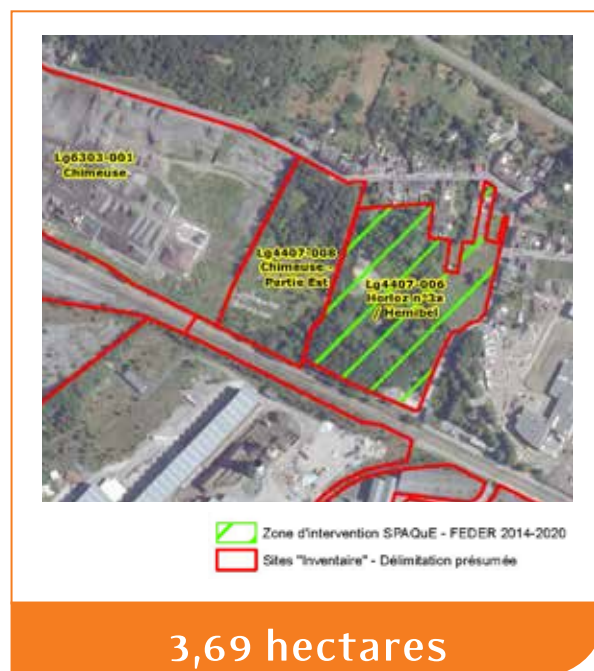 Lg6303-001
Chimeuse
Lg4407-008
Chimeuse -
Partie Est
Lg4407-006
Horloz n°3a
/ Hemibel
Zone d'intervention SPAQuE - FEDER 2014-2020
Sites "Inventaire" - Délimitation présumée
3,69 hectares